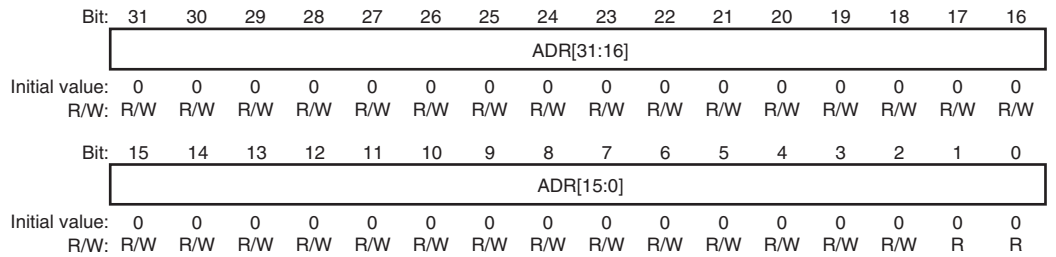 Bit: 31 30 29 28 27 26 25 24 23 22 21 20 19 18 17 16
ADR[31:16]
Initial value: 0 0 0 0 0 0 0 0 0 0 0 0 0 0 0 0
R/W: R/W R/W R/W R/W R/W R/W R/W R/W R/W R/W R/W R/W R/W R/W R/W R/W
Bit: 15 14 13 12 11 10 9 8 7 6 5 4 3 2 1 0
ADR[15:0]
Initial value: 0 0 0 0 0 0 0 0 0 0 0 0 0 0 0 0
R/W: R/W R/W R/W R/W R/W R/W R/W R/W R/W R/W R/W R/W R/W R/W R R